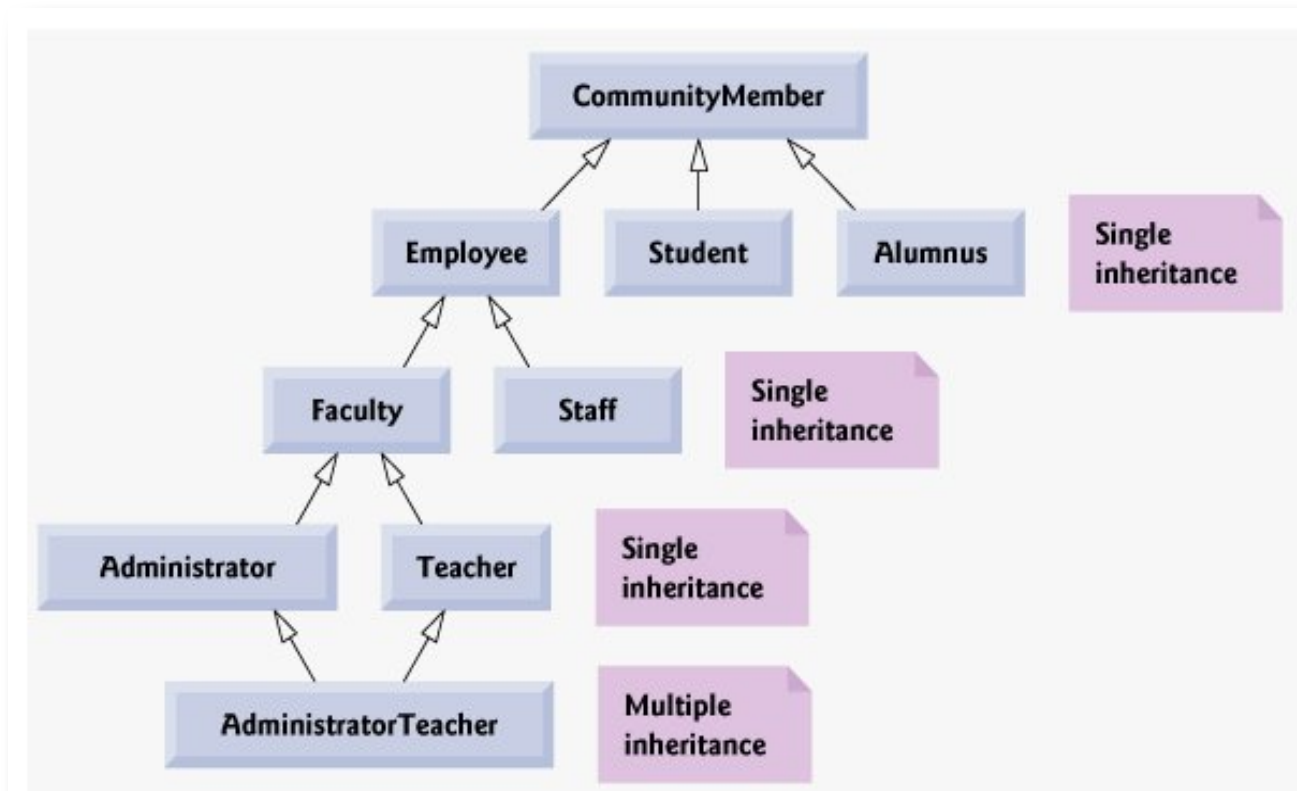 CommunityMember
Employee
Student
Alumnus
Single
inheritance
Faculty
Staff
Single
inheritance
Administrator
Teacher
Single
inheritance
AdministratorTeacher
Multiple
inheritance